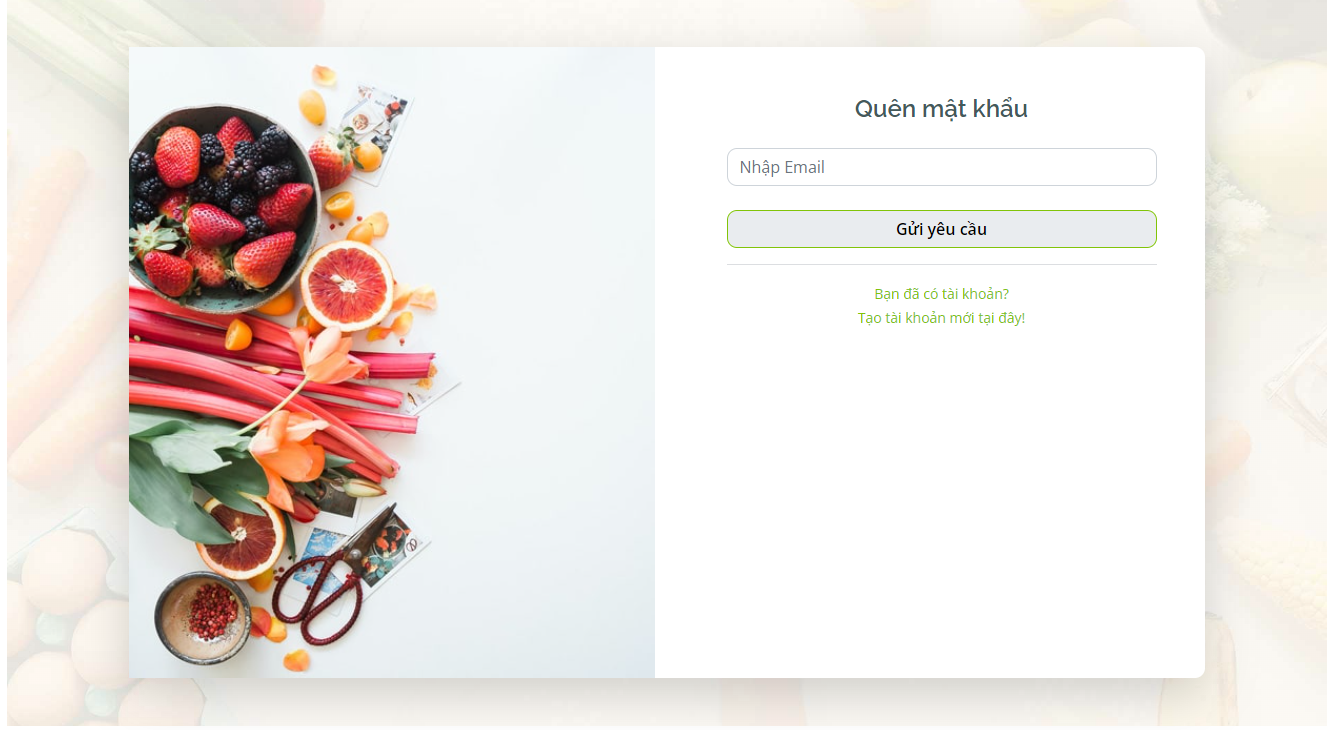 Quên mật khẩu
Nhập Email
Gửi yêu cầu
Bạn đã có tài khoản?
Tạo tài khoản mới tại đây!